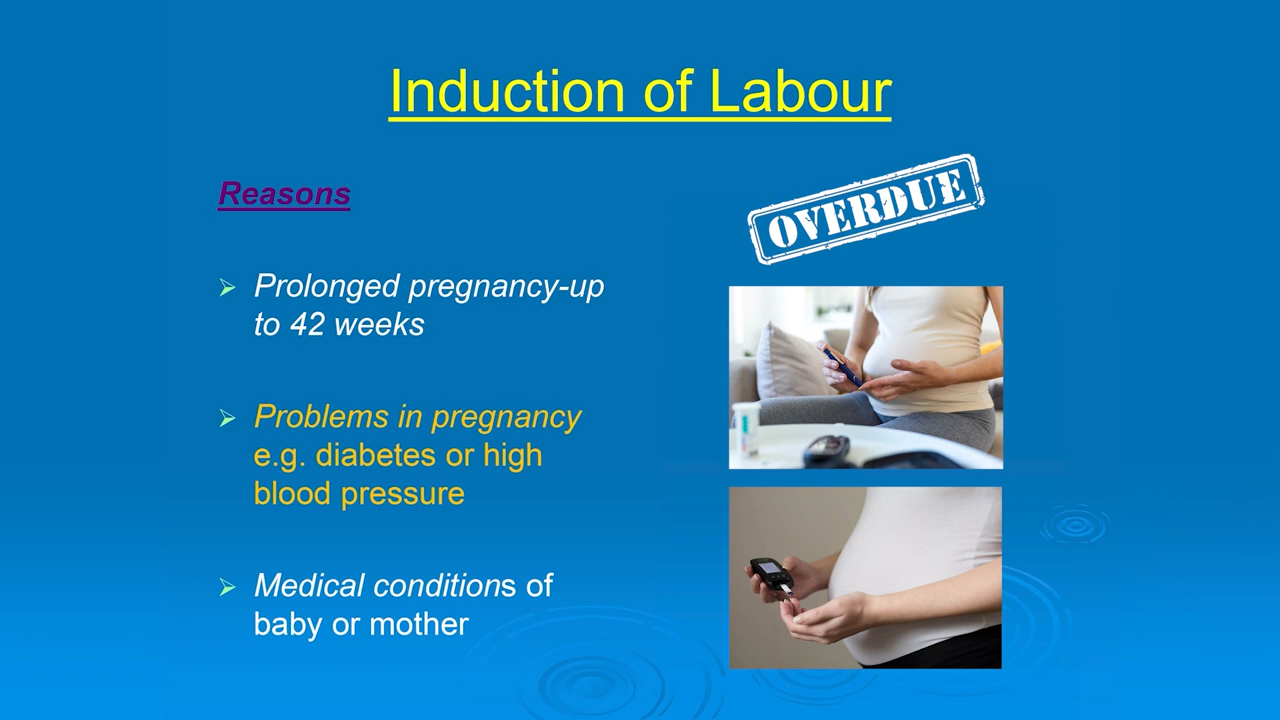 Induction of Labour
Reasons
OVERDUE
Prolonged pregnancy-up
to 42 weeks
Problems in pregnancy
e.g. diabetes or high
blood pressure
Medical conditions of
baby or mother